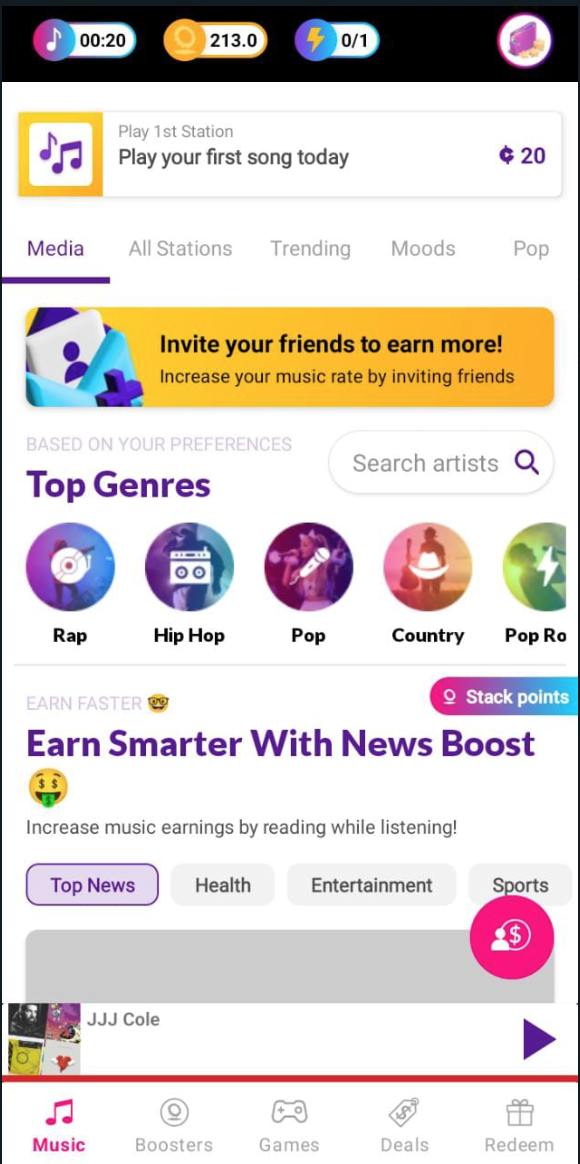 00:20 213.0 0/1
Play 1st Station
Play your first song today
¢ 20
Media All Stations Trending Moods Pop
Invite your friends to earn more!
Increase your music rate by inviting friends
BASED ON YOUR PREFERENCES
Top Genres
Search artists
Rap Hip Hop Pop Country Pop Ro
Stack points
EARN FASTER 🤓
Earn Smarter With News Boost
🤑
Increase music earnings by reading while listening!
Top News Health Entertainment Sports
$
JJJ Cole
Music Boosters Games Deals Redeem